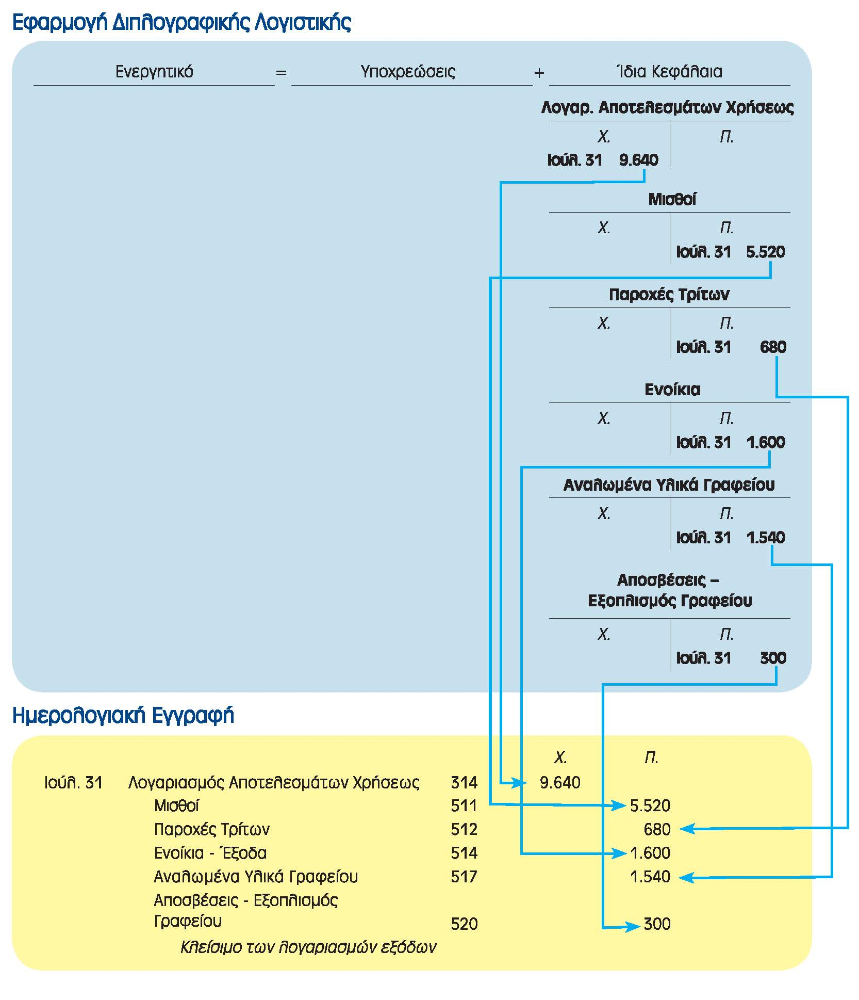 Εφαρμογή Διπλογραφικής Λογιστικής
Ενεργητικό = Υποχρεώσεις + Ίδια Κεφάλαια
Λογαρ. Αποτελεσμάτων Χρήσεως
Χ. Π.
Ιούλ. 31 9.640
Μισθοί
Χ. Π.
Ιούλ. 31 5.520
Παροχές Τρίτων
Χ. Π.
Ιούλ. 31 680
Ενοίκια
Χ. Π.
Ιούλ. 31 1.600
Αναλωμένα Υλικά Γραφείου
Χ. Π.
Ιούλ. 31 1.540
Αποσβέσεις –
Εξοπλισμός Γραφείου
Χ. Π.
Ιούλ. 31 300
Ημερολογιακή Εγγραφή
Χ. Π.
Ιούλ. 31 Λογαριασμός Αποτελεσμάτων Χρήσεως 314 9.640
Μισθοί 511 5.520
Παροχές Τρίτων 512 680
Ενοίκια - Έξοδα 514 1.600
Αναλωμένα Υλικά Γραφείου 517 1.540
Αποσβέσεις - Εξοπλισμός
Γραφείου 520 300
Κλείσιμο των λογαριασμών εξόδων